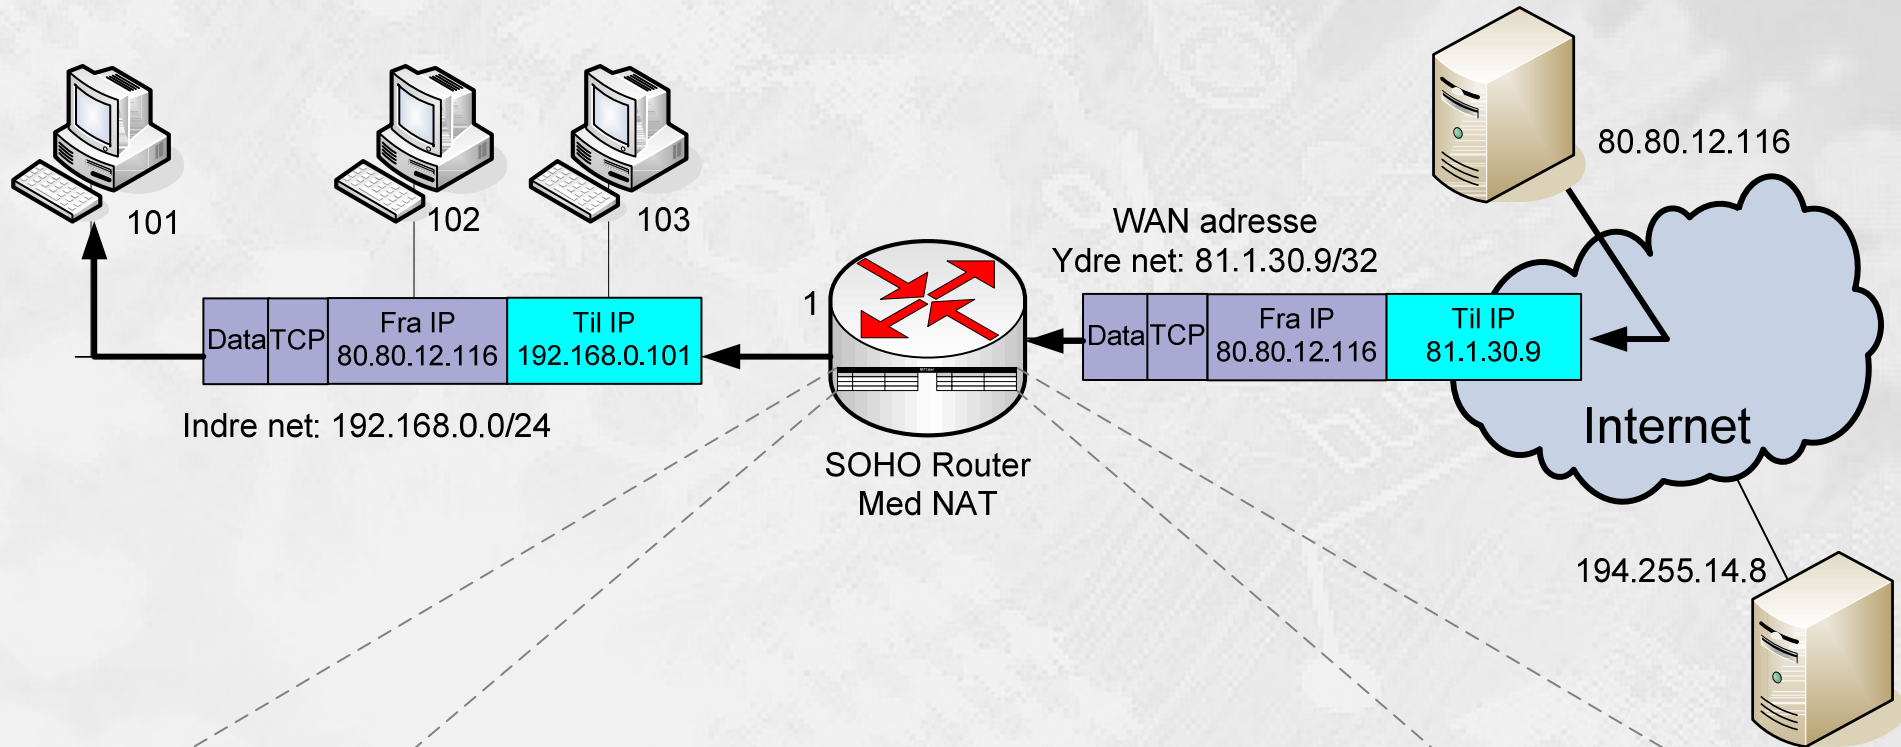 80.80.12.116
101
102
103
WAN adresse
Ydre net: 81.1.30.9/32
1
Data
TCP
Fra IP
80.80.12.116
Til IP
192.168.0.101
Data
TCP
Fra IP
80.80.12.116
Til IP
81.1.30.9
Indre net: 192.168.0.0/24
Internet
SOHO Router
Med NAT
194.255.14.8